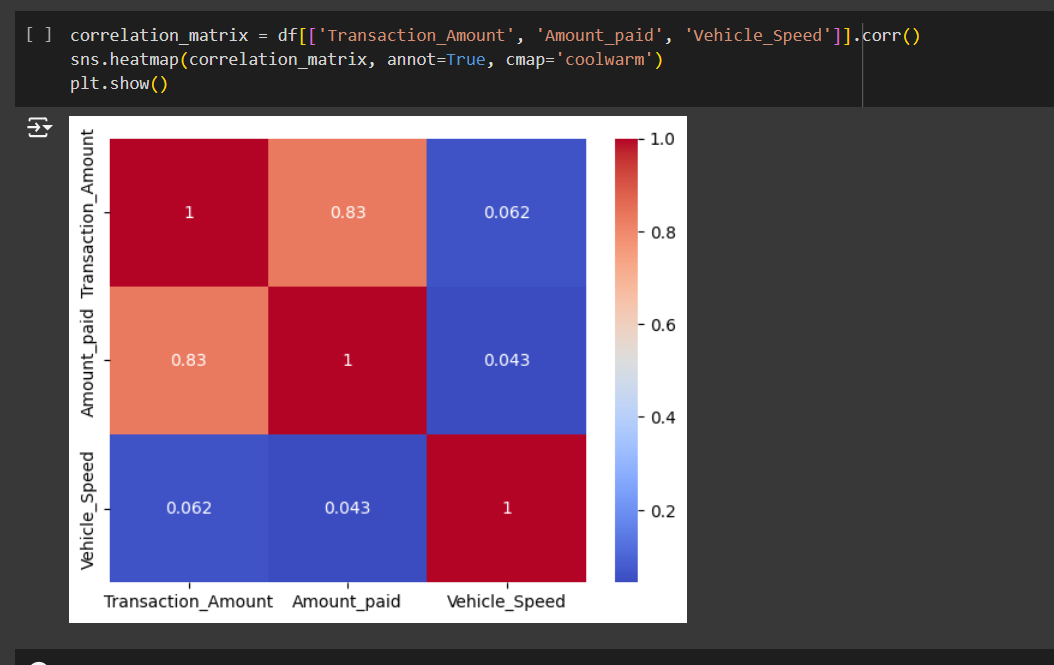 [ ] correlation_matrix = df[['Transaction_Amount', 'Amount_paid', 'Vehicle_Speed']].corr()
sns.heatmap(correlation_matrix, annot=True, cmap='coolwarm')
plt.show()
Transaction_Amount
1
0.83
0.062
Amount_paid
0.83
1
0.043
Vehicle_Speed
0.062
0.043
1
Transaction_Amount
Amount_paid
Vehicle_Speed
1.0
0.8
0.6
0.4
0.2